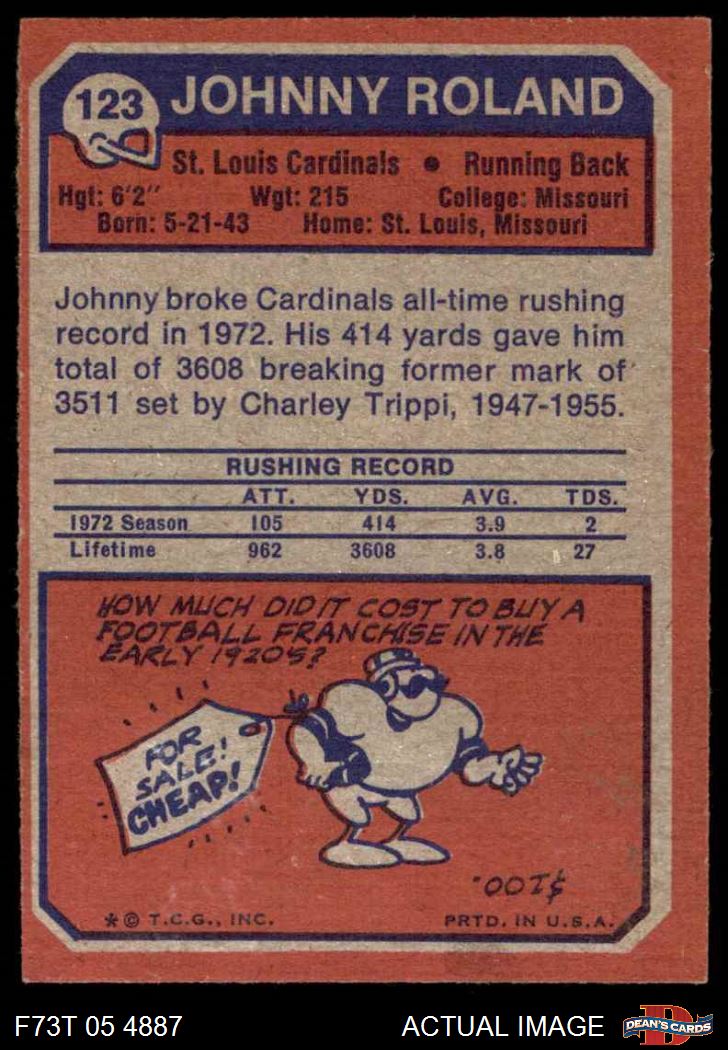 123 JOHNNY ROLAND
St. Louis Cardinals • Running Back
Hgt: 6'2" Wgt: 215 College: Missouri
Born: 5-21-43 Home: St. Louis, Missouri
Johnny broke Cardinals all-time rushing
record in 1972. His 414 yards gave him
total of 3608 breaking former mark of
3511 set by Charley Trippi, 1947-1955.
RUSHING RECORD
ATT. YDS. AVG. TDS.
1972 Season 105 414 3.9 2
Lifetime 962 3608 3.8 27
HOW MUCH DID IT COST TO BUY A
FOOTBALL FRANCHISE IN THE
EARLY 1920S?
FOR
SALE!
CHEAP!
$100.
*© T.C.G., INC. PRTD. IN U.S.A.
F73T 05 4887 ACTUAL IMAGE
D
DEAN'S CARDS